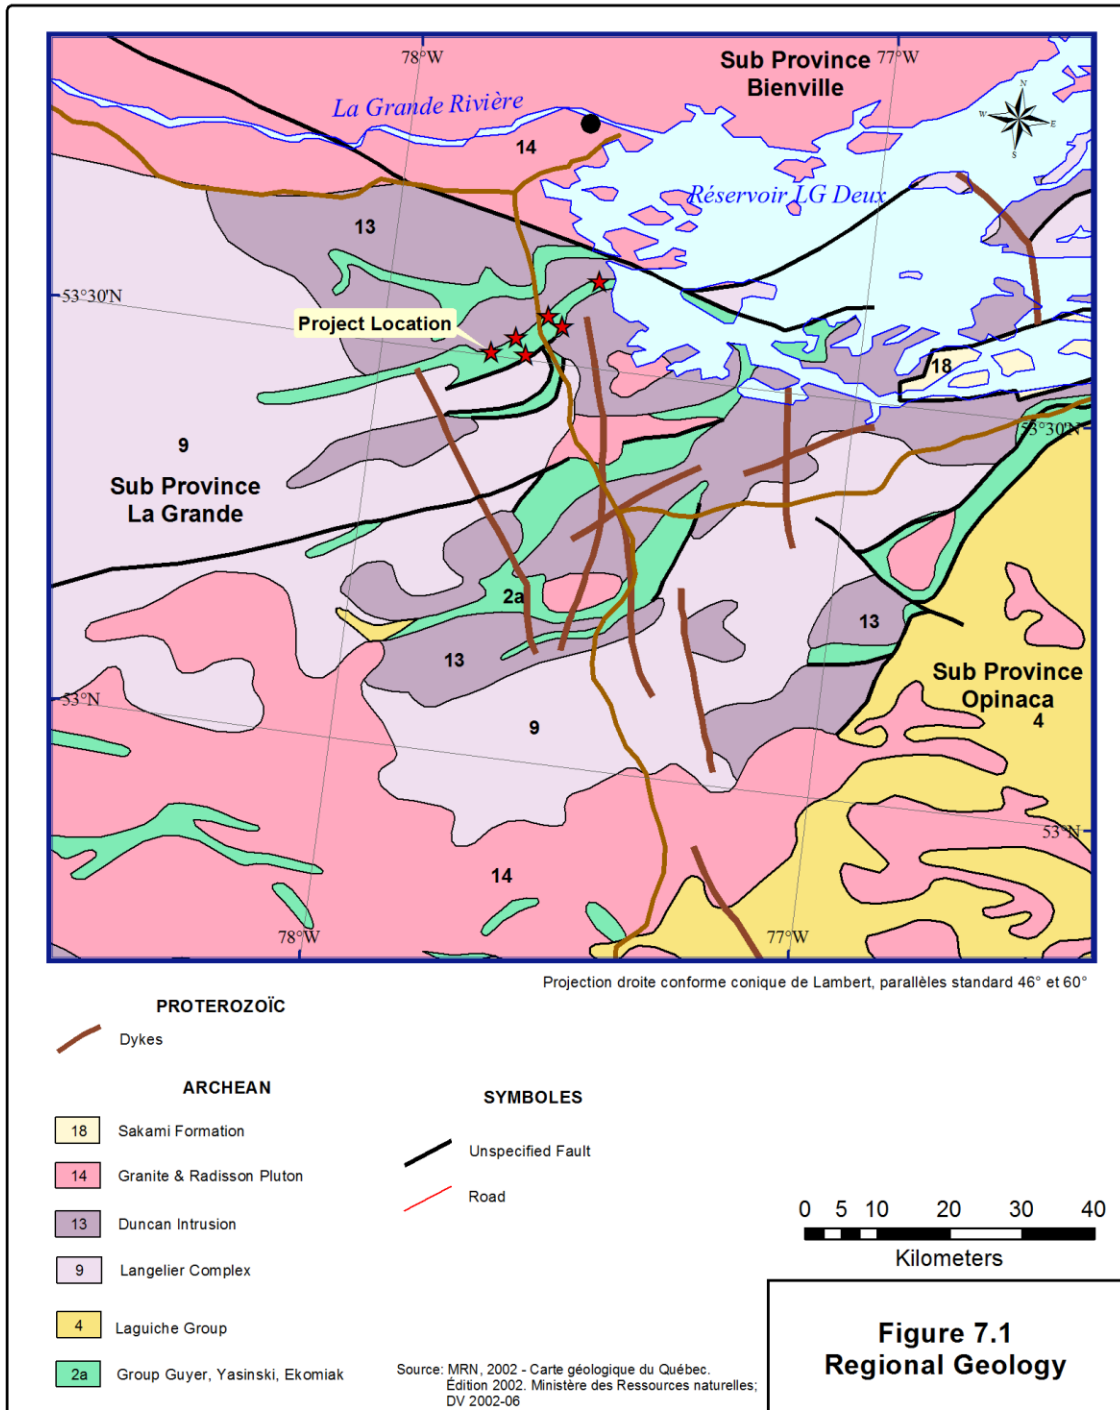 78°W
Sub Province 77°W
Bienville
N
W E
S
La Grande Rivière
14
Réservoir LG Deux
13
53°30'N
Project Location
18
53°30'N
9
Sub Province
La Grande
2a
13
13
Sub Province
Opinaca
4
53°N
9
53°N
14
78°W
77°W
Projection droite conforme conique de Lambert, parallèles standard 46° et 60°
PROTEROZOÏC
Dykes
ARCHEAN
18 Sakami Formation
14 Granite & Radisson Pluton
13 Duncan Intrusion
9 Langelier Complex
4 Laguiche Group
2a Group Guyer, Yasinski, Ekomiak
SYMBOLES
Unspecified Fault
Road
0 5 10 20 30 40
Kilometers
Source: MRN, 2002 - Carte géologique du Québec.
Édition 2002. Ministère des Ressources naturelles;
DV 2002-06
Figure 7.1
Regional Geology